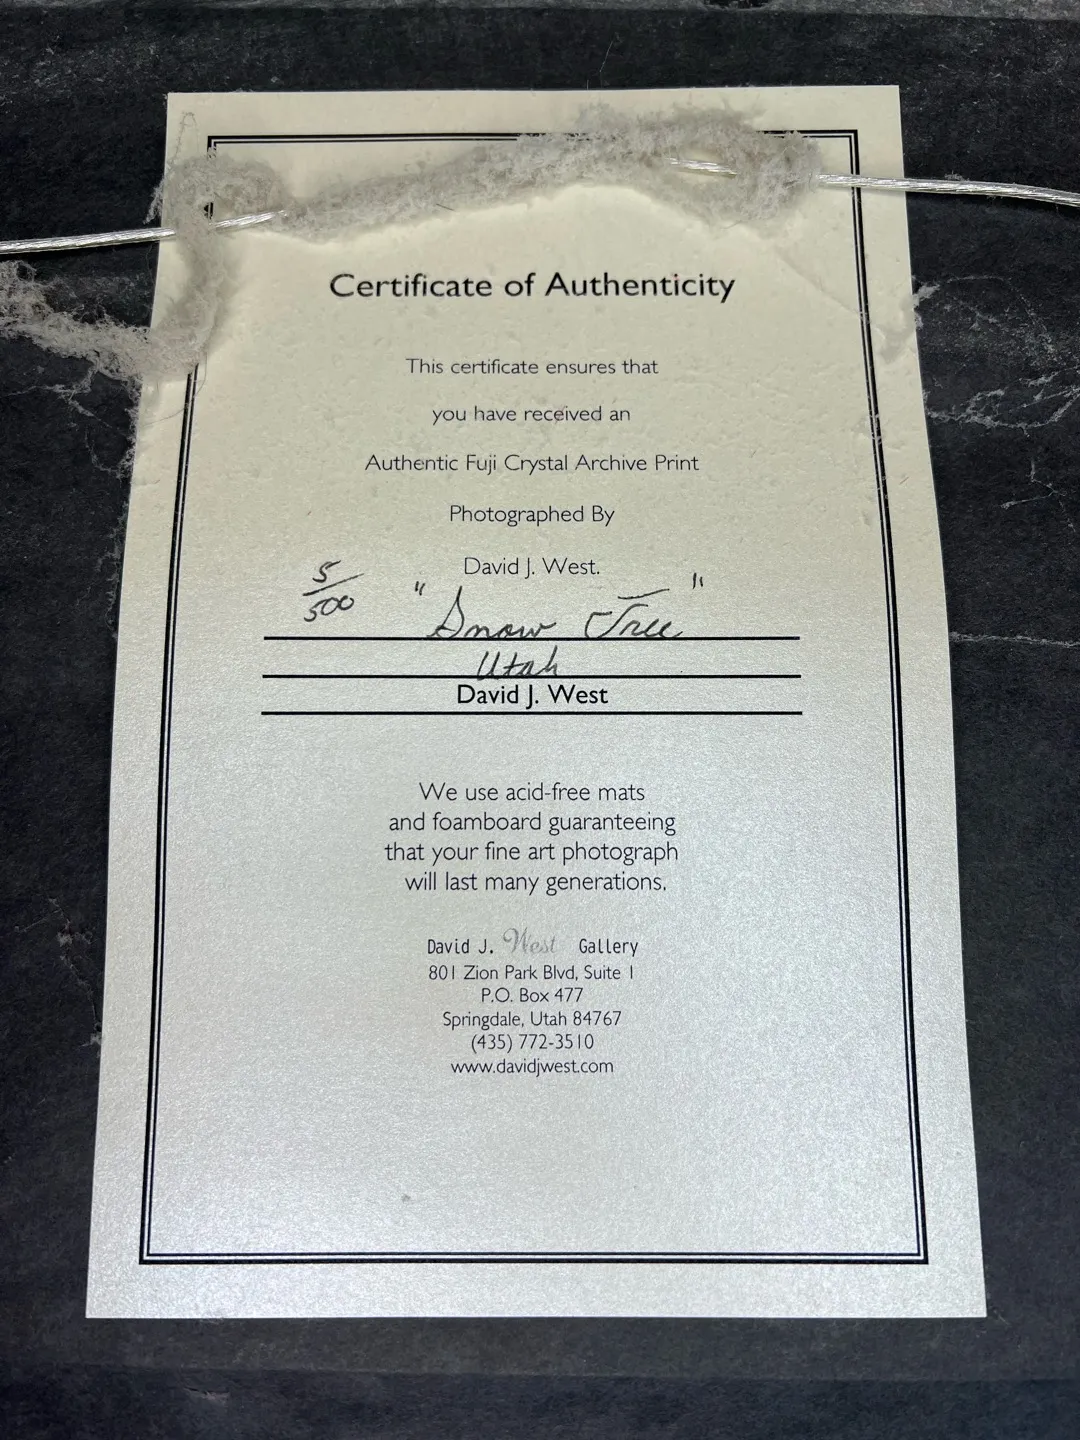 Certificate of Authenticity
This certificate ensures that
you have received an
Authentic Fuji Crystal Archive Print
Photographed By
David J. West.
5/500 "Snow Tree"
Utah
David J. West
We use acid-free mats
and foamboard guaranteeing
that your fine art photograph
will last many generations.
David J. West Gallery
801 Zion Park Blvd, Suite 1
P.O. Box 477
Springdale, Utah 84767
(435) 772-3510
www.davidjwest.com